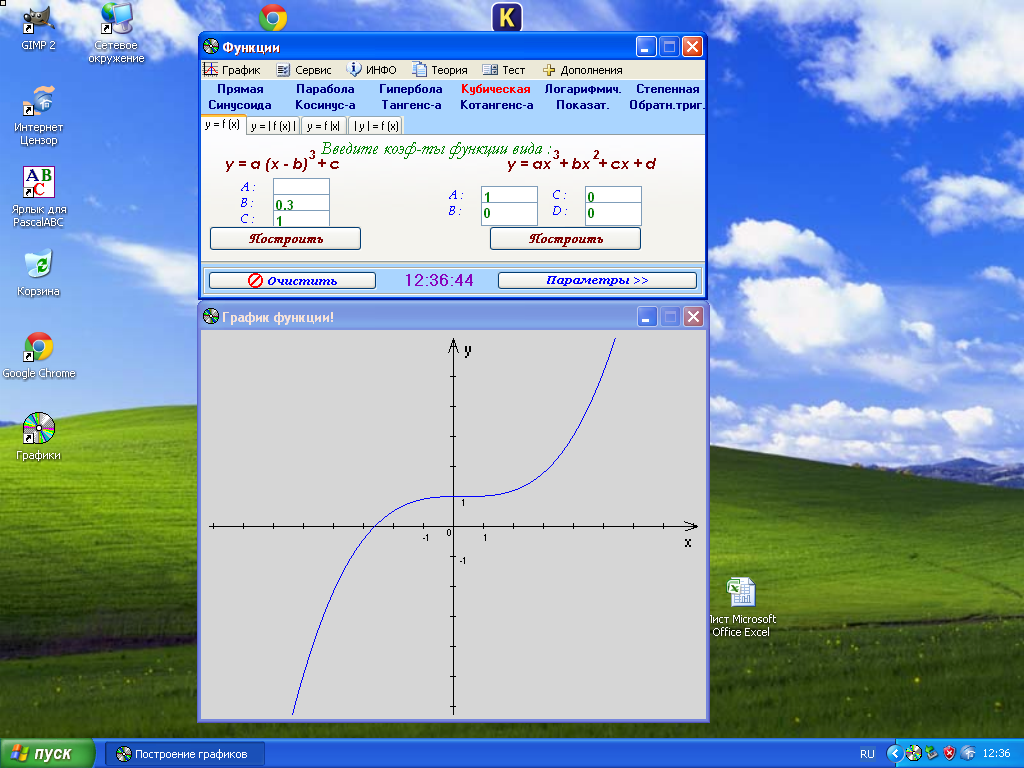 GIMP 2
Сетевое
окружение
Интернет
Цензор
ABC
Ярлык для
PascalABC
Корзина
Google Chrome
Графики
K
Функции
График Сервис ИНФО Теория Тест Дополнения
Прямая Парабола Гипербола Кубическая Логарифмич. Степенная
Синусоида Косинус-а Тангенс-а Котангенс-а Показат. Обратн.триг.
y = f (x) y = | f (x) | y = f |x| | y | = f (x)
Введите коэф-ты функции вида :
y = a (x - b)³ + c
y = ax³ + bx² + cx + d
A :
B : 0.3
C : 1
A : 1 C : 0
B : 0 D : 0
Построить Построить
Очистить 12:36:44 Параметры >>
График функции!
y
1
-1 0 1
x
-1
Лист Microsoft
Office Excel
пуск Построение графиков RU 12:36